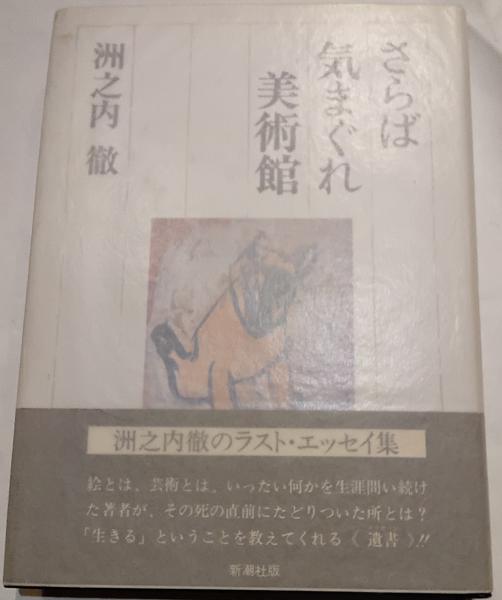 さらば
気まぐれ
美術館
洲之内 徹
洲之内徹のラスト・エッセイ集
絵とは、芸術とは、いったい何かを生涯問い続け
た著者が、その死の直前にたどりついた所とは?
「生きる」ということを教えてくれる《遺書》!!
新潮社版